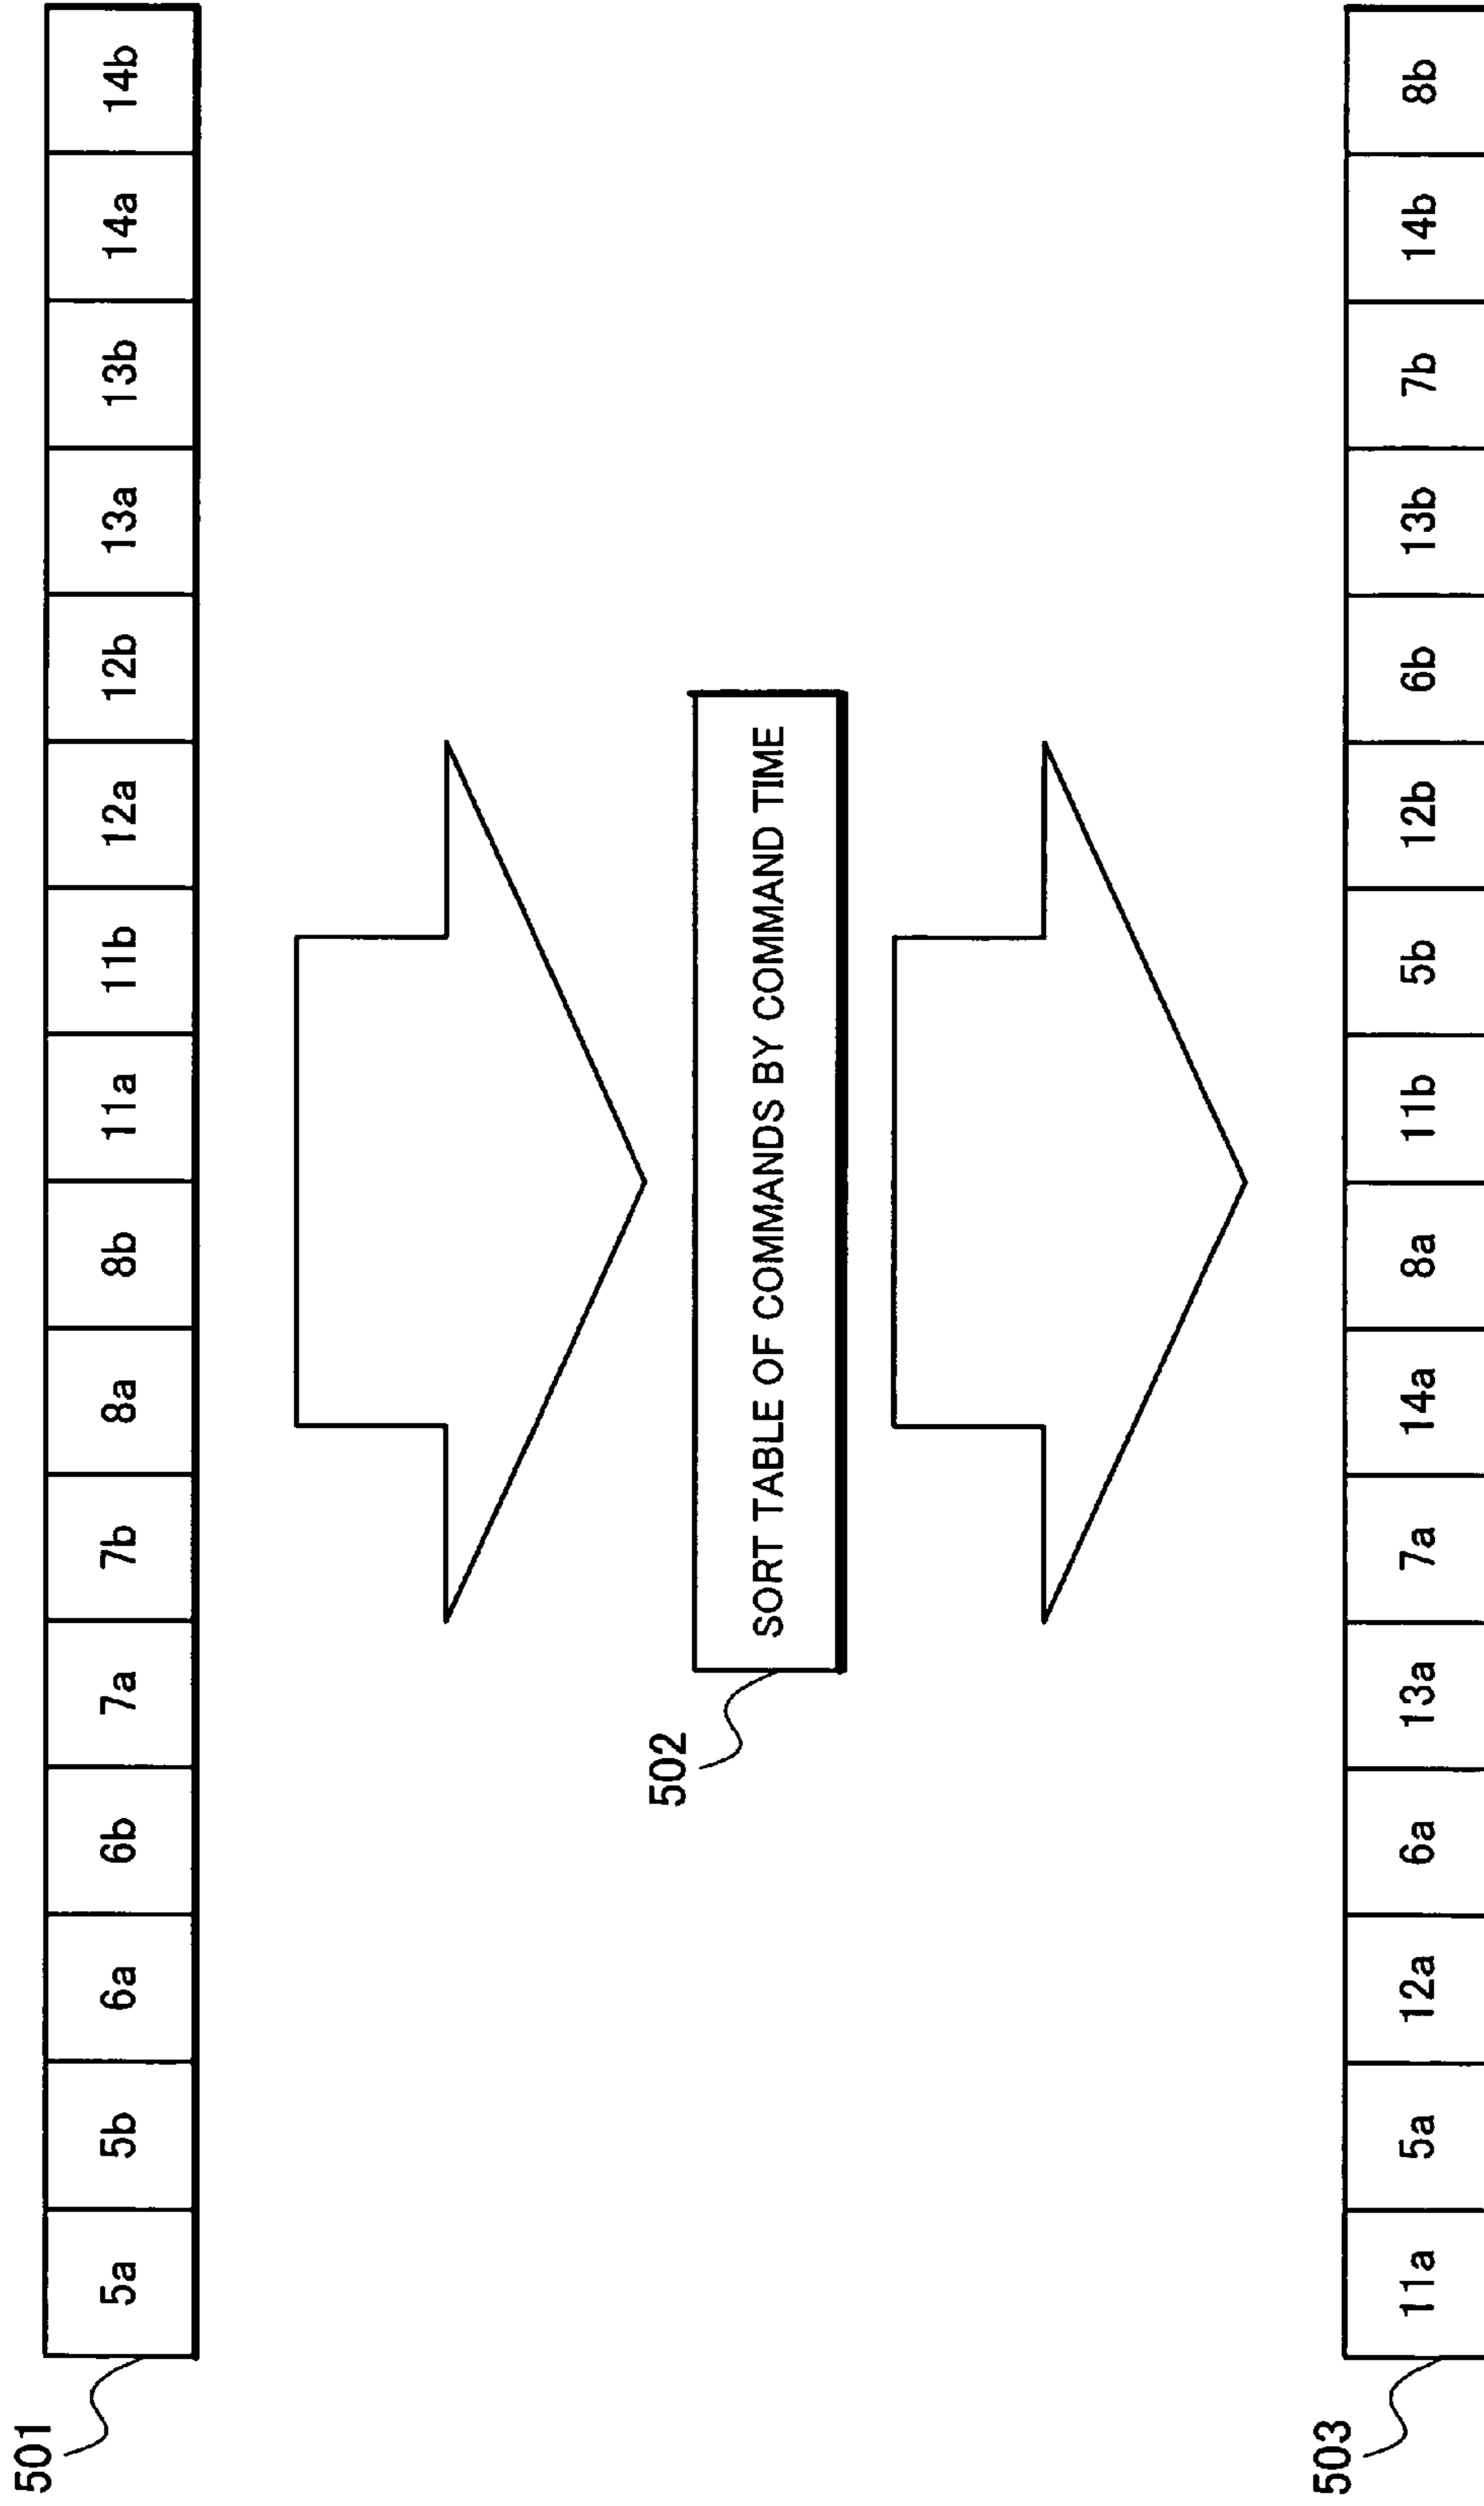 501
5a 5b 6a 6b 7a 7b 8a 8b 11a 11b 12a 12b 13a 13b 14a 14b
502
SORT TABLE OF COMMANDS BY COMMAND TIME
503
11a 5a 12a 6a 13a 7a 14a 8a 11b 5b 12b 6b 13b 7b 14b 8b